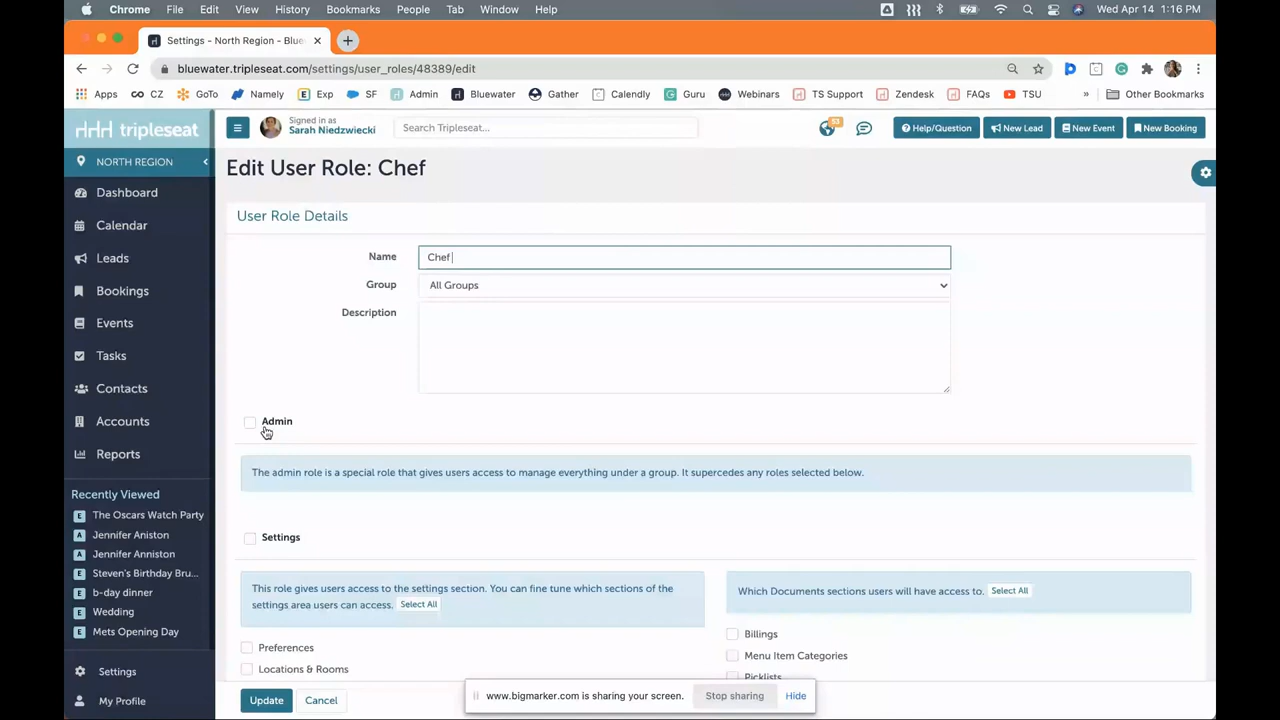 Chrome File Edit View History Bookmarks People Tab Window Help Wed Apr 14 1:16 PM
Settings - North Region - Blue
bluewater.tripleseat.com/settings/user_roles/48389/edit
Apps CZ GoTo Namely Exp SF Admin Bluewater Gather Calendly Guru Webinars TS Support Zendesk FAQs TSU » Other Bookmarks
tripleseat
Signed in as
Sarah Niedzwiecki
Search Tripleseat...
53
Help/Question
New Lead
New Event
New Booking
NORTH REGION
Dashboard
Calendar
Leads
Bookings
Events
Tasks
Contacts
Accounts
Reports
Recently Viewed
E The Oscars Watch Party
A Jennifer Aniston
A Jennifer Anniston
E Steven's Birthday Bru...
E b-day dinner
E Wedding
E Mets Opening Day
Settings
My Profile
Edit User Role: Chef
User Role Details
Name Chef
Group All Groups
Description
Admin
The admin role is a special role that gives users access to manage everything under a group. It supercedes any roles selected below.
Settings
This role gives users access to the settings section. You can fine tune which sections of the
settings area users can access. Select All
Which Documents sections users will have access to. Select All
Preferences
Locations & Rooms
Billings
Menu Item Categories
Picklists
Update Cancel
www.bigmarker.com is sharing your screen. Stop sharing Hide